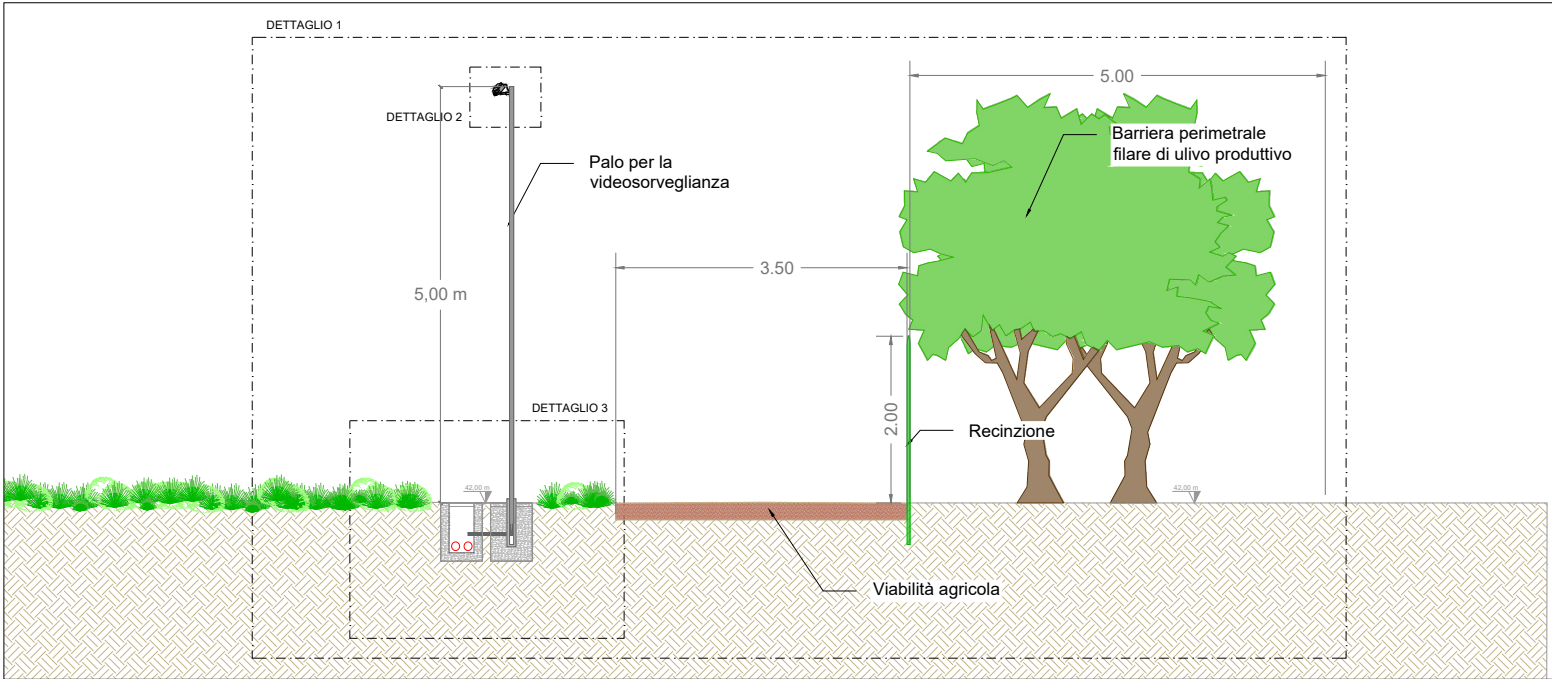 DETTAGLIO 1
5.00
DETTAGLIO 2
Barriera perimetrale
filare di ulivo produttivo
Palo per la
videosorveglianza
3.50
5,00 m
DETTAGLIO 3
2.00
Recinzione
42,00 m
42,00 m
Viabilità agricola